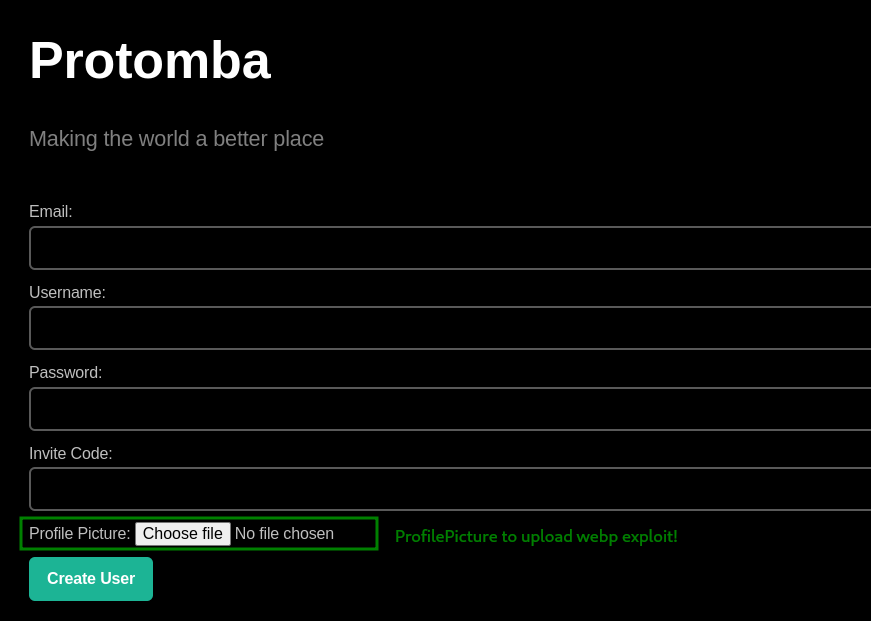 Protomba
Making the world a better place
Email:
Username:
Password:
Invite Code:
Profile Picture: Choose file No file chosen
ProfilePicture to upload webp exploit!
Create User